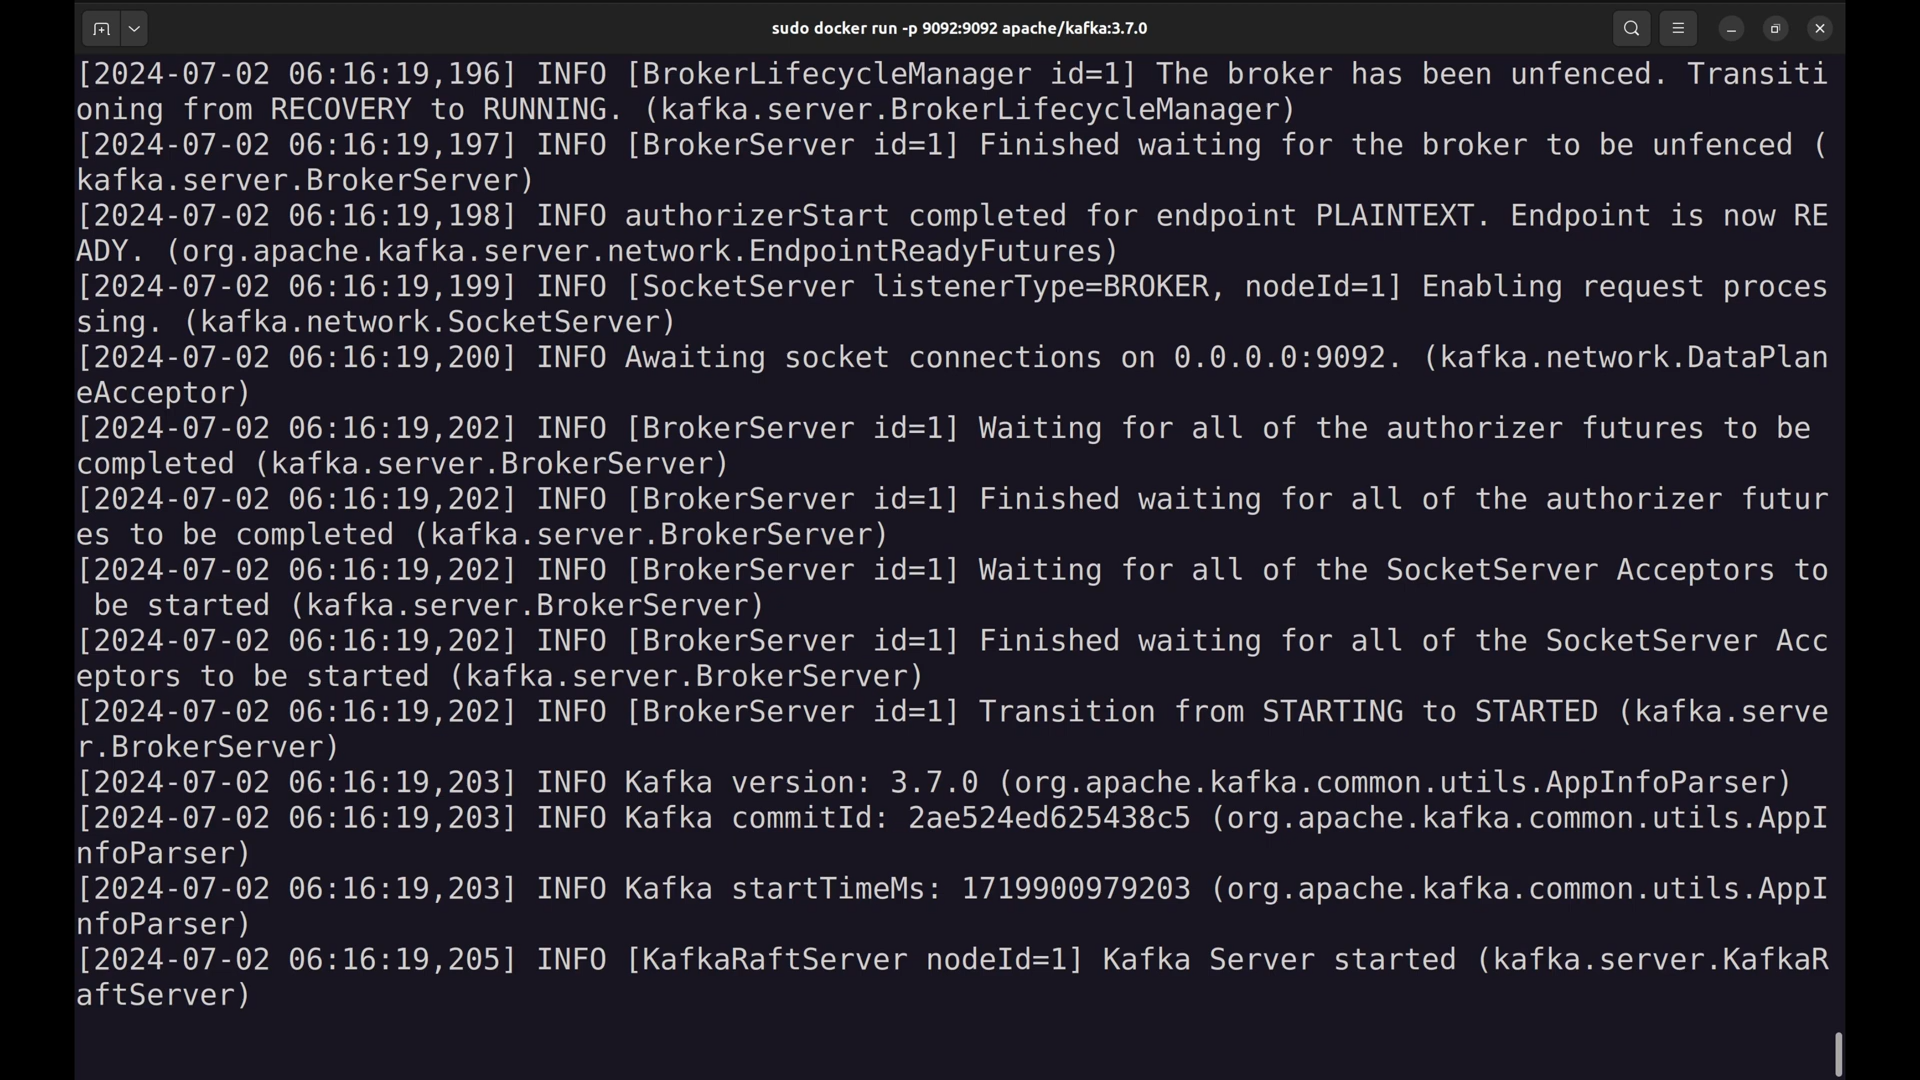 sudo docker run -p 9092:9092 apache/kafka:3.7.0
[2024-07-02 06:16:19,196] INFO [BrokerLifecycleManager id=1] The broker has been unfenced. Transiti
oning from RECOVERY to RUNNING. (kafka.server.BrokerLifecycleManager)
[2024-07-02 06:16:19,197] INFO [BrokerServer id=1] Finished waiting for the broker to be unfenced (
kafka.server.BrokerServer)
[2024-07-02 06:16:19,198] INFO authorizerStart completed for endpoint PLAINTEXT. Endpoint is now RE
ADY. (org.apache.kafka.server.network.EndpointReadyFutures)
[2024-07-02 06:16:19,199] INFO [SocketServer listenerType=BROKER, nodeId=1] Enabling request proces
sing. (kafka.network.SocketServer)
[2024-07-02 06:16:19,200] INFO Awaiting socket connections on 0.0.0.0:9092. (kafka.network.DataPlan
eAcceptor)
[2024-07-02 06:16:19,202] INFO [BrokerServer id=1] Waiting for all of the authorizer futures to be
completed (kafka.server.BrokerServer)
[2024-07-02 06:16:19,202] INFO [BrokerServer id=1] Finished waiting for all of the authorizer futur
es to be completed (kafka.server.BrokerServer)
[2024-07-02 06:16:19,202] INFO [BrokerServer id=1] Waiting for all of the SocketServer Acceptors to
 be started (kafka.server.BrokerServer)
[2024-07-02 06:16:19,202] INFO [BrokerServer id=1] Finished waiting for all of the SocketServer Acc
eptors to be started (kafka.server.BrokerServer)
[2024-07-02 06:16:19,202] INFO [BrokerServer id=1] Transition from STARTING to STARTED (kafka.serve
r.BrokerServer)
[2024-07-02 06:16:19,203] INFO Kafka version: 3.7.0 (org.apache.kafka.common.utils.AppInfoParser)
[2024-07-02 06:16:19,203] INFO Kafka commitId: 2ae524ed625438c5 (org.apache.kafka.common.utils.AppI
nfoParser)
[2024-07-02 06:16:19,203] INFO Kafka startTimeMs: 1719900979203 (org.apache.kafka.common.utils.AppI
nfoParser)
[2024-07-02 06:16:19,205] INFO [KafkaRaftServer nodeId=1] Kafka Server started (kafka.server.KafkaR
aftServer)